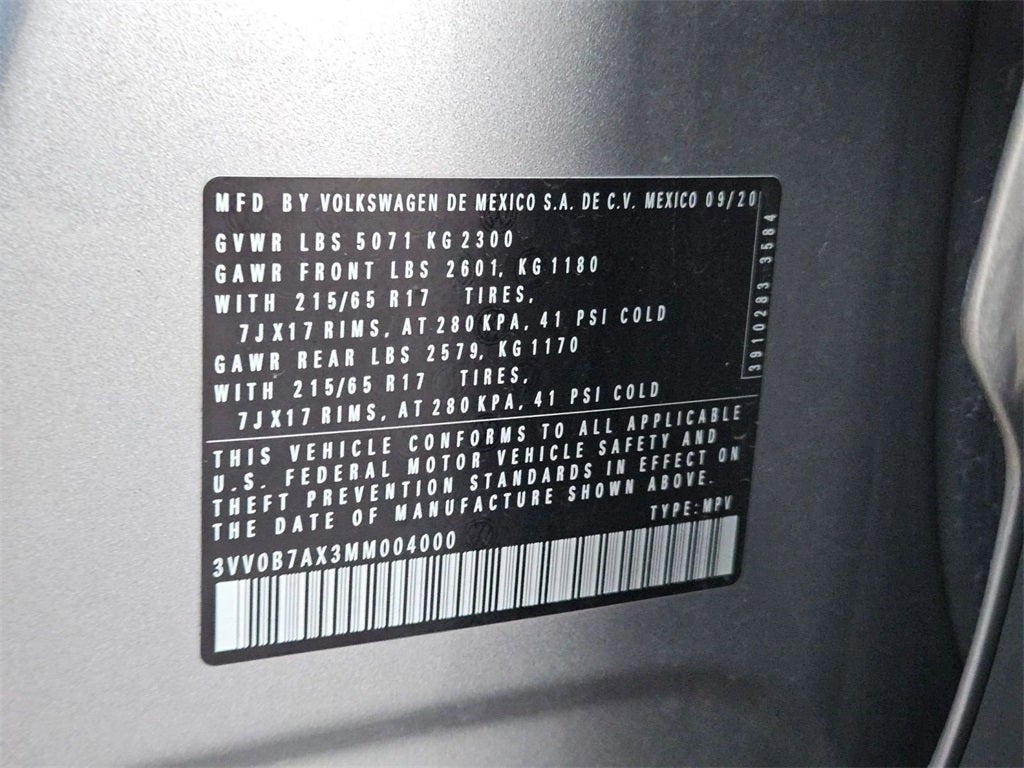 MFD BY VOLKSWAGEN DE MEXICO S.A. DE C.V. MEXICO 09/20
GVWR LBS 5071 KG 2300
GAWR FRONT LBS 2601, KG 1180
WITH 215/65 R17 TIRES,
7JX17 RIMS, AT 280 KPA, 41 PSI COLD
GAWR REAR LBS 2579, KG 1170
WITH 215/65 R17 TIRES,
7JX17 RIMS, AT 280 KPA, 41 PSI COLD
3910283 3584
THIS VEHICLE CONFORMS TO ALL APPLICABLE
U.S. FEDERAL MOTOR VEHICLE SAFETY AND
THEFT PREVENTION STANDARDS IN EFFECT ON
THE DATE OF MANUFACTURE SHOWN ABOVE.
TYPE: MPV
3VV0B7AX3MM004000